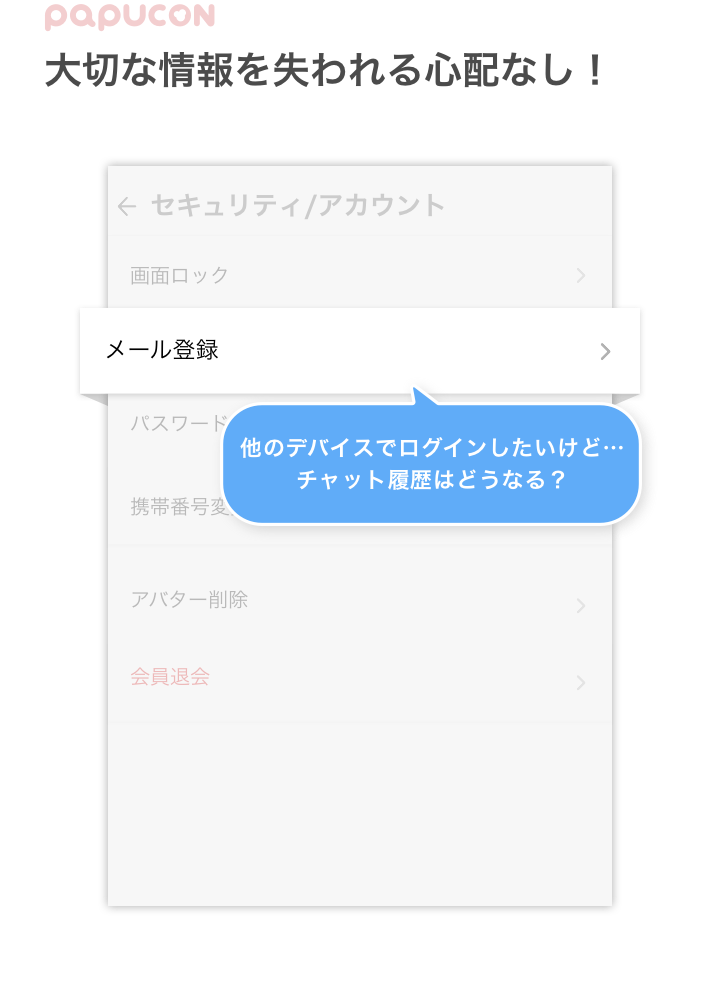 papucon
大切な情報を失われる心配なし！
セキュリティ/アカウント
画面ロック
メール登録
パスワード
他のデバイスでログインしたいけど…
チャット履歴はどうなる？
携帯番号変
アバター削除
会員退会